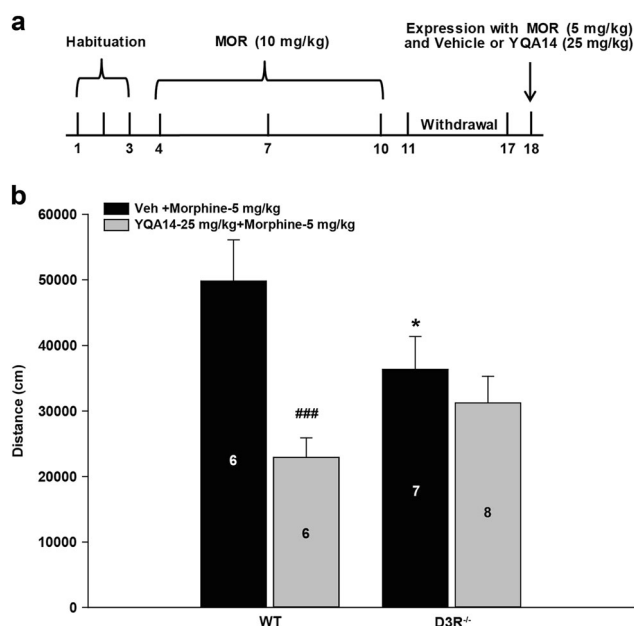 a
Habituation
MOR (10 mg/kg)
Expression with MOR (5 mg/kg)
and Vehicle or YQA14 (25 mg/kg)
Withdrawal
1 3 4 7 10 11 17 18
b
Veh +Morphine-5 mg/kg
YQA14-25 mg/kg+Morphine-5 mg/kg
60000
50000
40000
30000
20000
10000
0
Distance (cm)
6
###
6
*
7
8
WT
D3R-/-